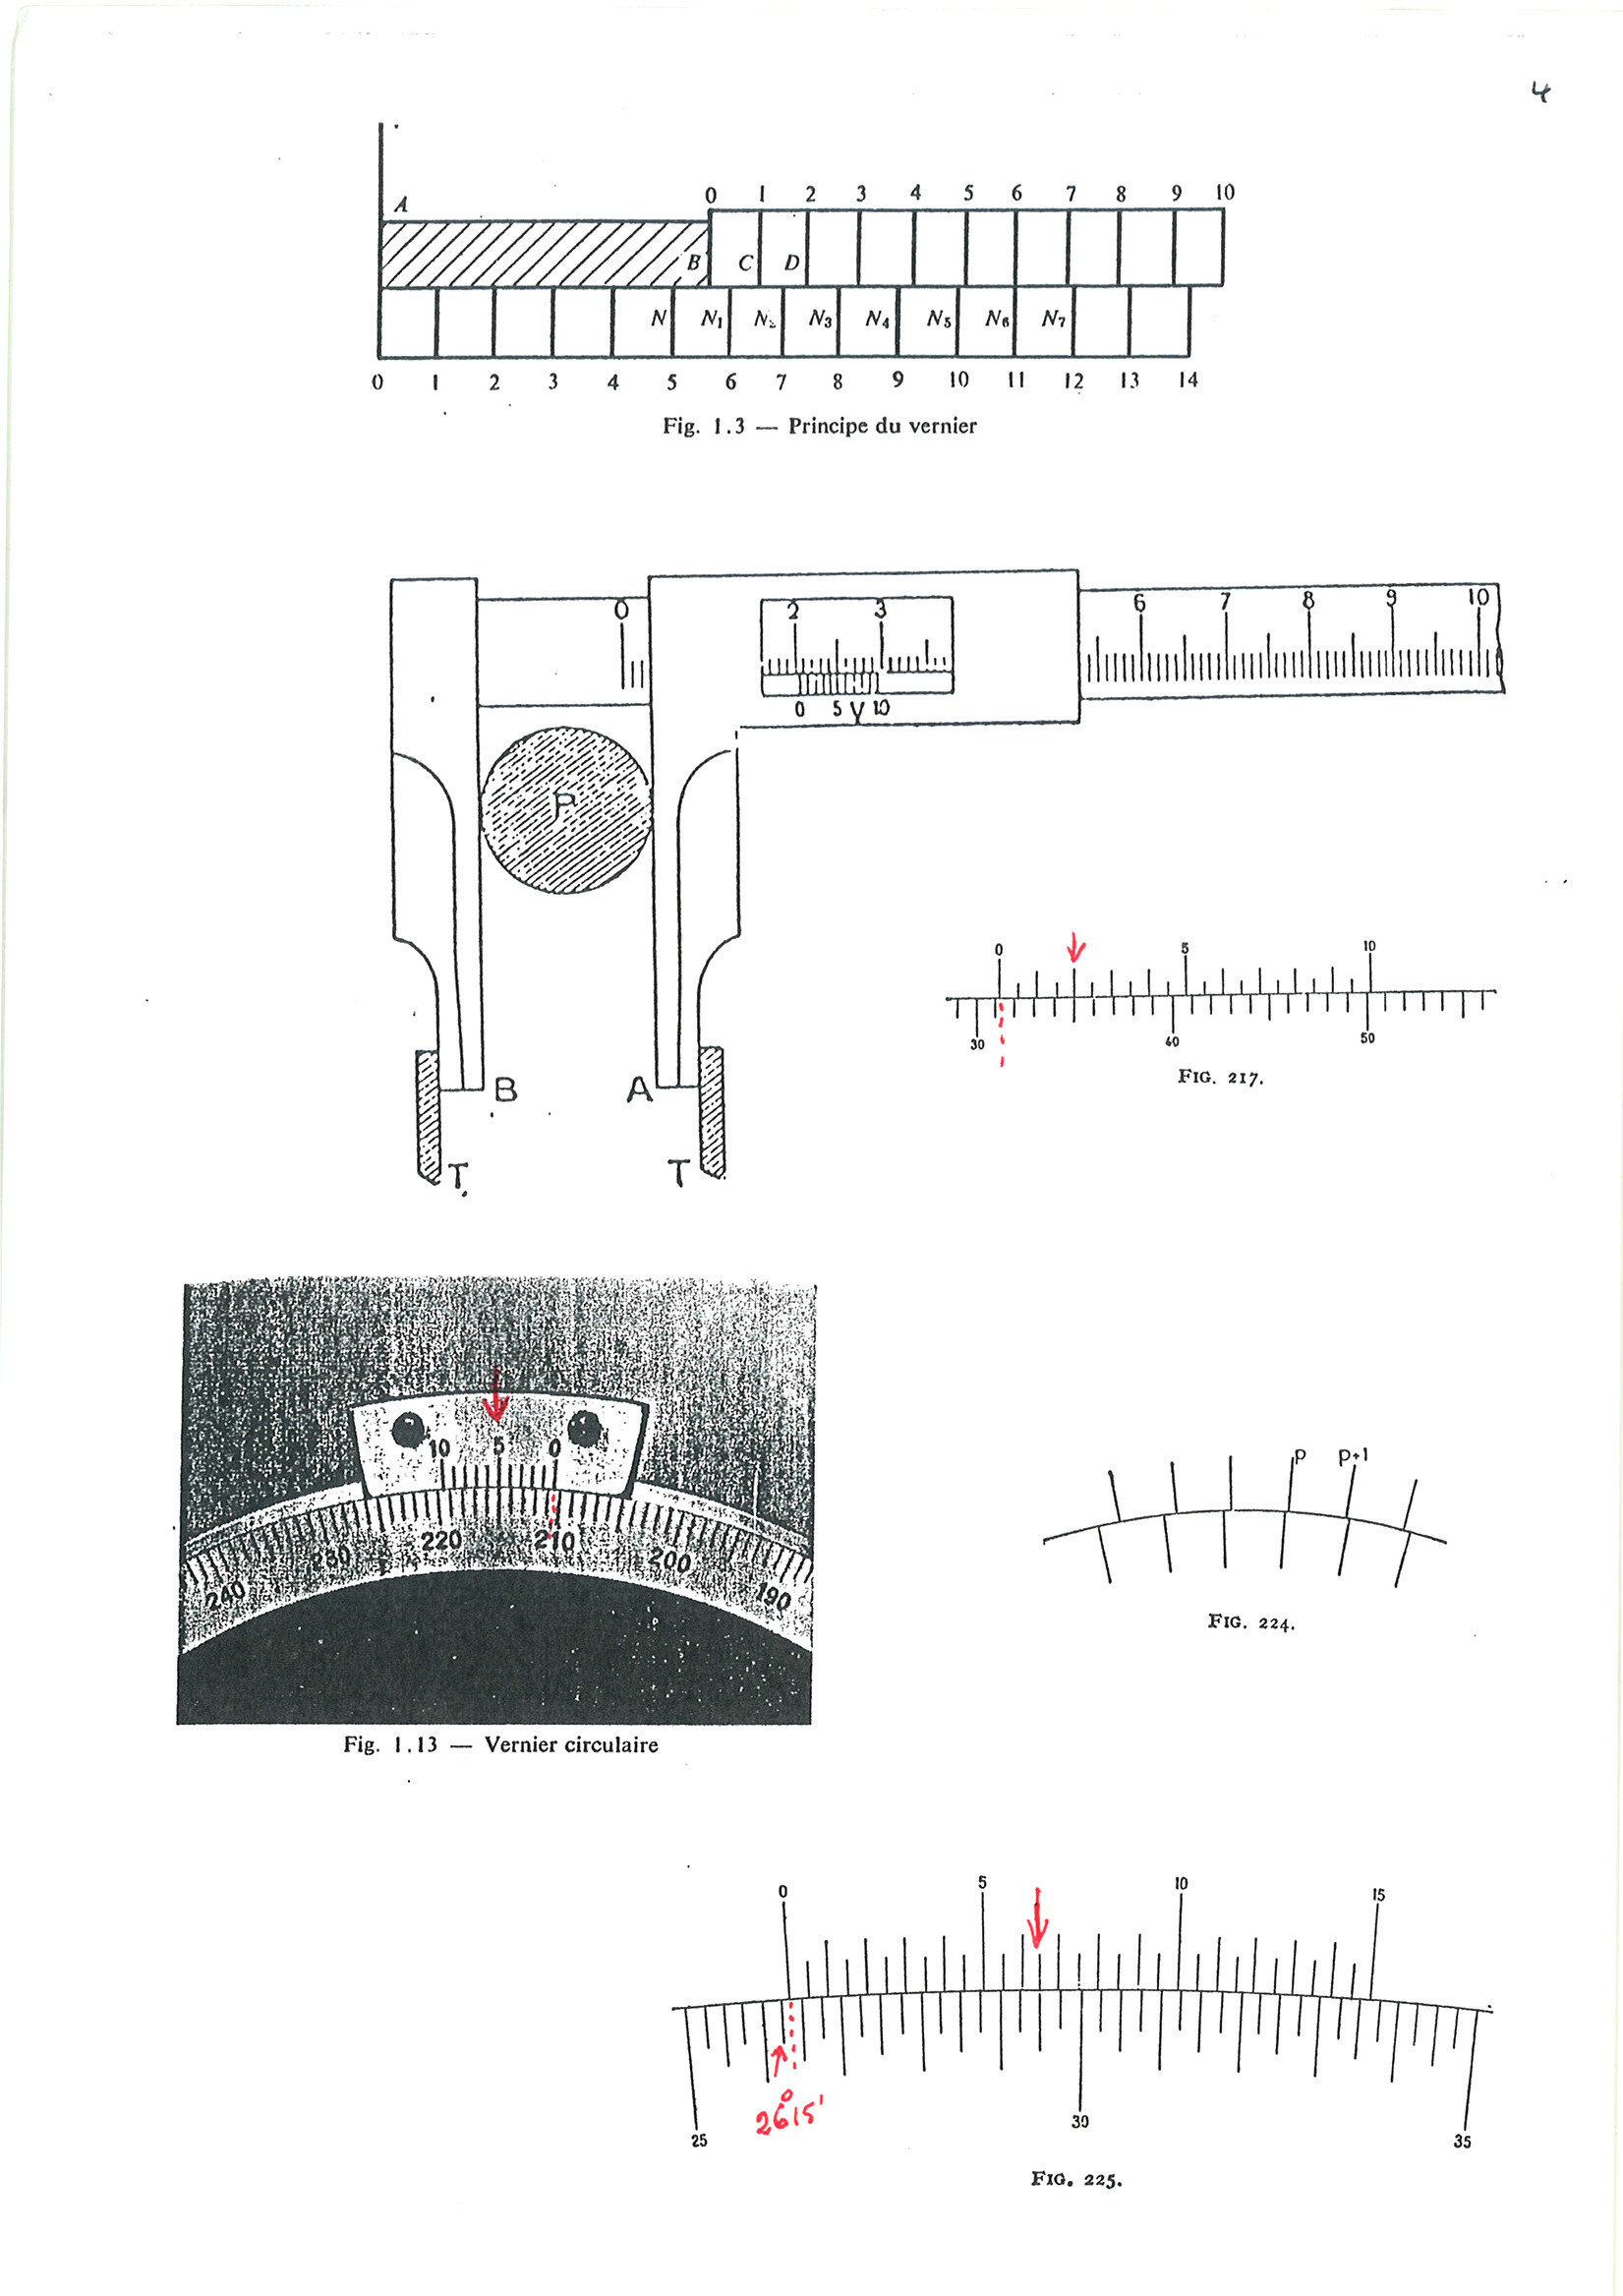 4
0 1 2 3 4 5 6 7 8 9 10
A
B C D
N N1 N2 N3 N4 N5 N6 N7
0 1 2 3 4 5 6 7 8 9 10 11 12 13 14
Fig. 1.3 — Principe du vernier
0 2 3 6 7 8 9 10
0 5 V 10
P
0 5 10
30 40 50
FIG. 217.
B A
T T
10 5 0
240 230 220 210 200 190
Fig. 1.13 — Vernier circulaire
p p+1
FIG. 224.
0 5 10 15
26°15'
25 30 35
FIG. 225.